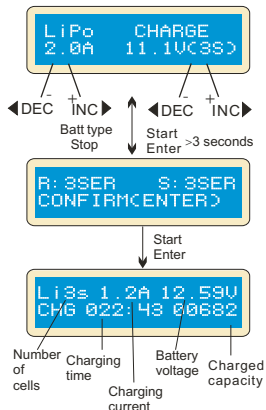 LiPo CHARGE
2.0A 11.1V(3S)
- + - +
◀DEC INC▶ ◀DEC INC▶
Batt type
Stop
Start
Enter >3 seconds
R: 3SER S: 3SER
CONFIRM(ENTER)
Start
Enter
Li3s 1.2A 12.59V
CHG 022: 43 00682
Number
of
cells
Charging
time
Charging
current
Battery
voltage
Charged
capacity